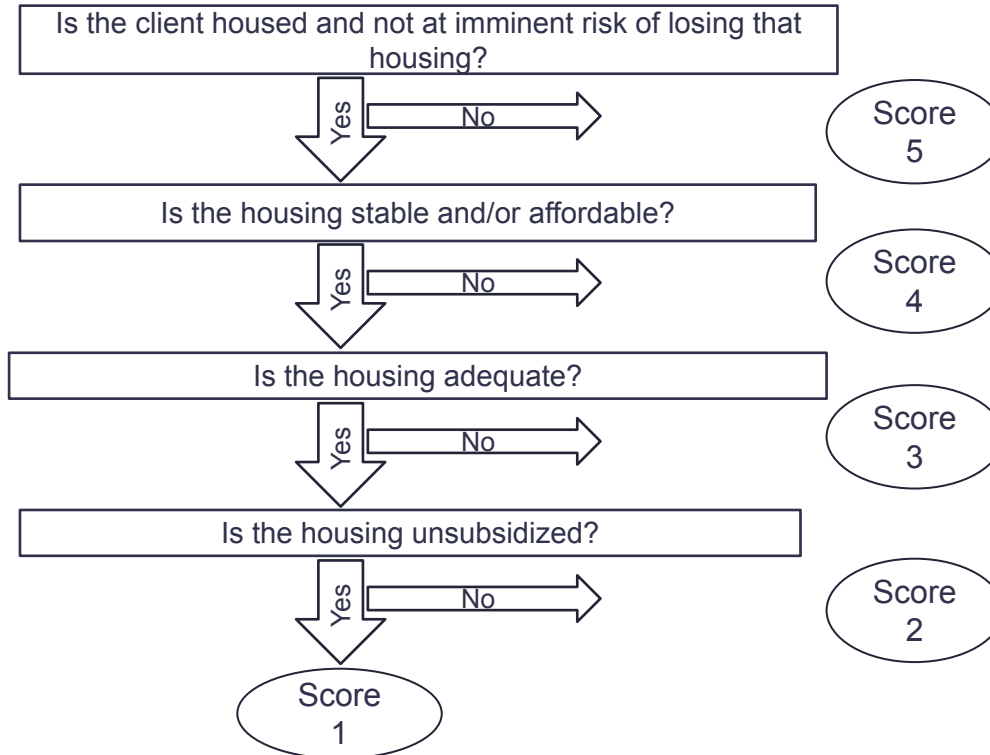 Is the client housed and not at imminent risk of losing that
housing?
Yes
No
Score
5
Is the housing stable and/or affordable?
Yes
No
Score
4
Is the housing adequate?
Yes
No
Score
3
Is the housing unsubsidized?
Yes
No
Score
2
Score
1